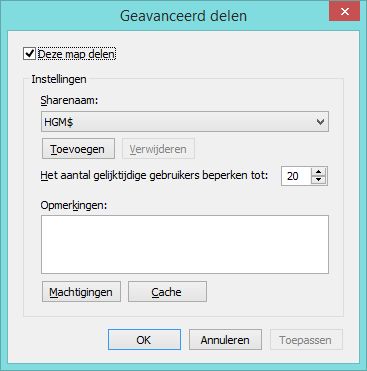 Geavanceerd delen
Deze map delen
Instellingen
Sharenaam:
HGM$
Toevoegen Verwijderen
Het aantal gelijktijdige gebruikers beperken tot: 20
Opmerkingen:
Machtigingen Cache
OK Annuleren Toepassen